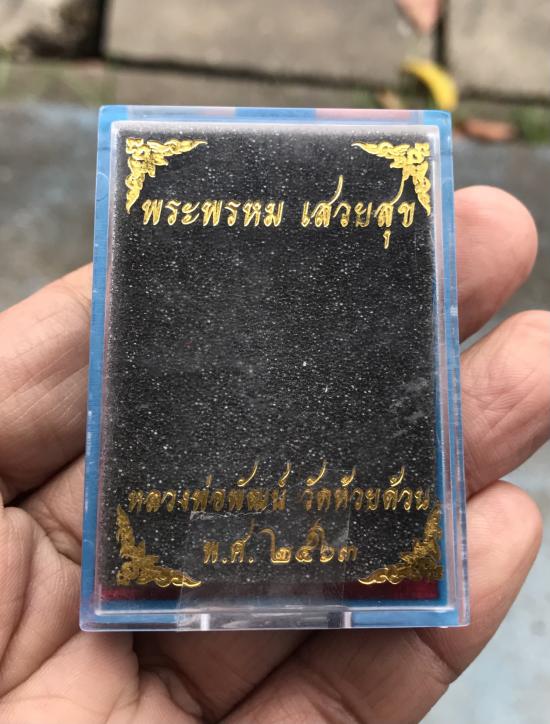 พระพรหม เสวยสุข
หลวงพ่อพัฒน์ วัดห้วยด้วน
พ.ศ. ๒๕๖๓